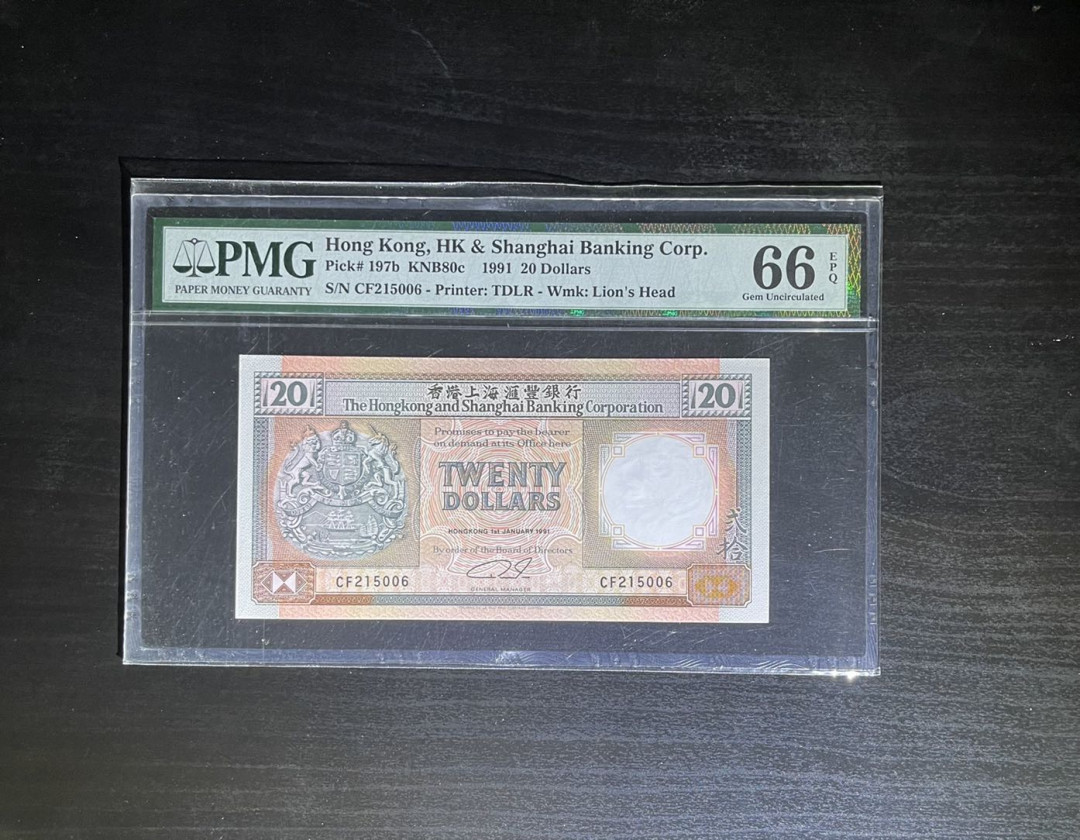 PMG
PAPER MONEY GUARANTY
Hong Kong, HK & Shanghai Banking Corp.
Pick# 197b KNB80c 1991 20 Dollars
S/N CF215006 - Printer: TDLR - Wmk: Lion's Head
66
EPQ
Gem Uncirculated
20
香港上海滙豐銀行
The Hongkong and Shanghai Banking Corporation
20
Promises to pay the bearer
on demand at its Office here
TWENTY
DOLLARS
HONGKONG 1st JANUARY 1991
By order of the Board of Directors
GENERAL MANAGER
CF215006
CF215006
弍拾